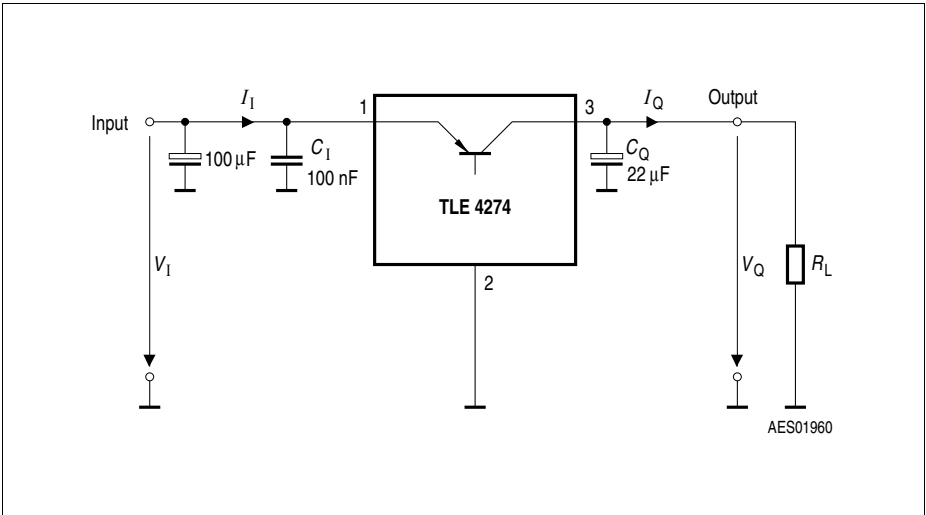 Input
I_I
1
3
I_Q
Output
100 µF
C_I
100 nF
TLE 4274
C_Q
22 µF
V_I
2
V_Q
R_L
AES01960